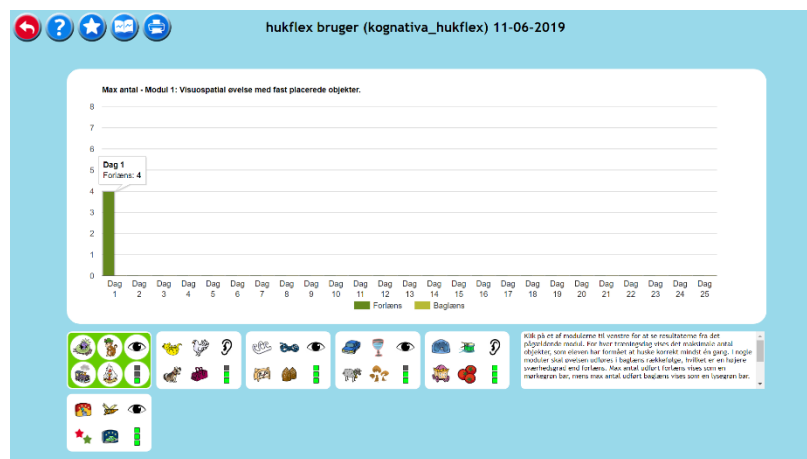 hukflex bruger (kognativa_hukflex) 11-06-2019
Max antal - Modul 1: Visuospatial øvelse med fast placerede objekter.
8
7
6
5
Dag 1
Forlæns: 4
4
3
2
1
0
Dag 1 Dag 2 Dag 3 Dag 4 Dag 5 Dag 6 Dag 7 Dag 8 Dag 9 Dag 10 Dag 11 Dag 12 Dag 13 Dag 14 Dag 15 Dag 16 Dag 17 Dag 18 Dag 19 Dag 20 Dag 21 Dag 22 Dag 23 Dag 24 Dag 25
Forlæns Baglæns
Klik på et af modulerne til venstre for at se resultaterne fra det
pågældende modul. For hver træningsdag vises det maksimale antal
objekter, som eleven har formået at huske korrekt mindst én gang. I nogle
moduler skal øvelsen udføres i baglæns rækkefølge, hvilket er en højere
sværhedsgrad end forlæns. Max antal udført forlæns vises som en
mørkegrøn bar, mens max antal udført baglæns vises som en lysegrøn bar.